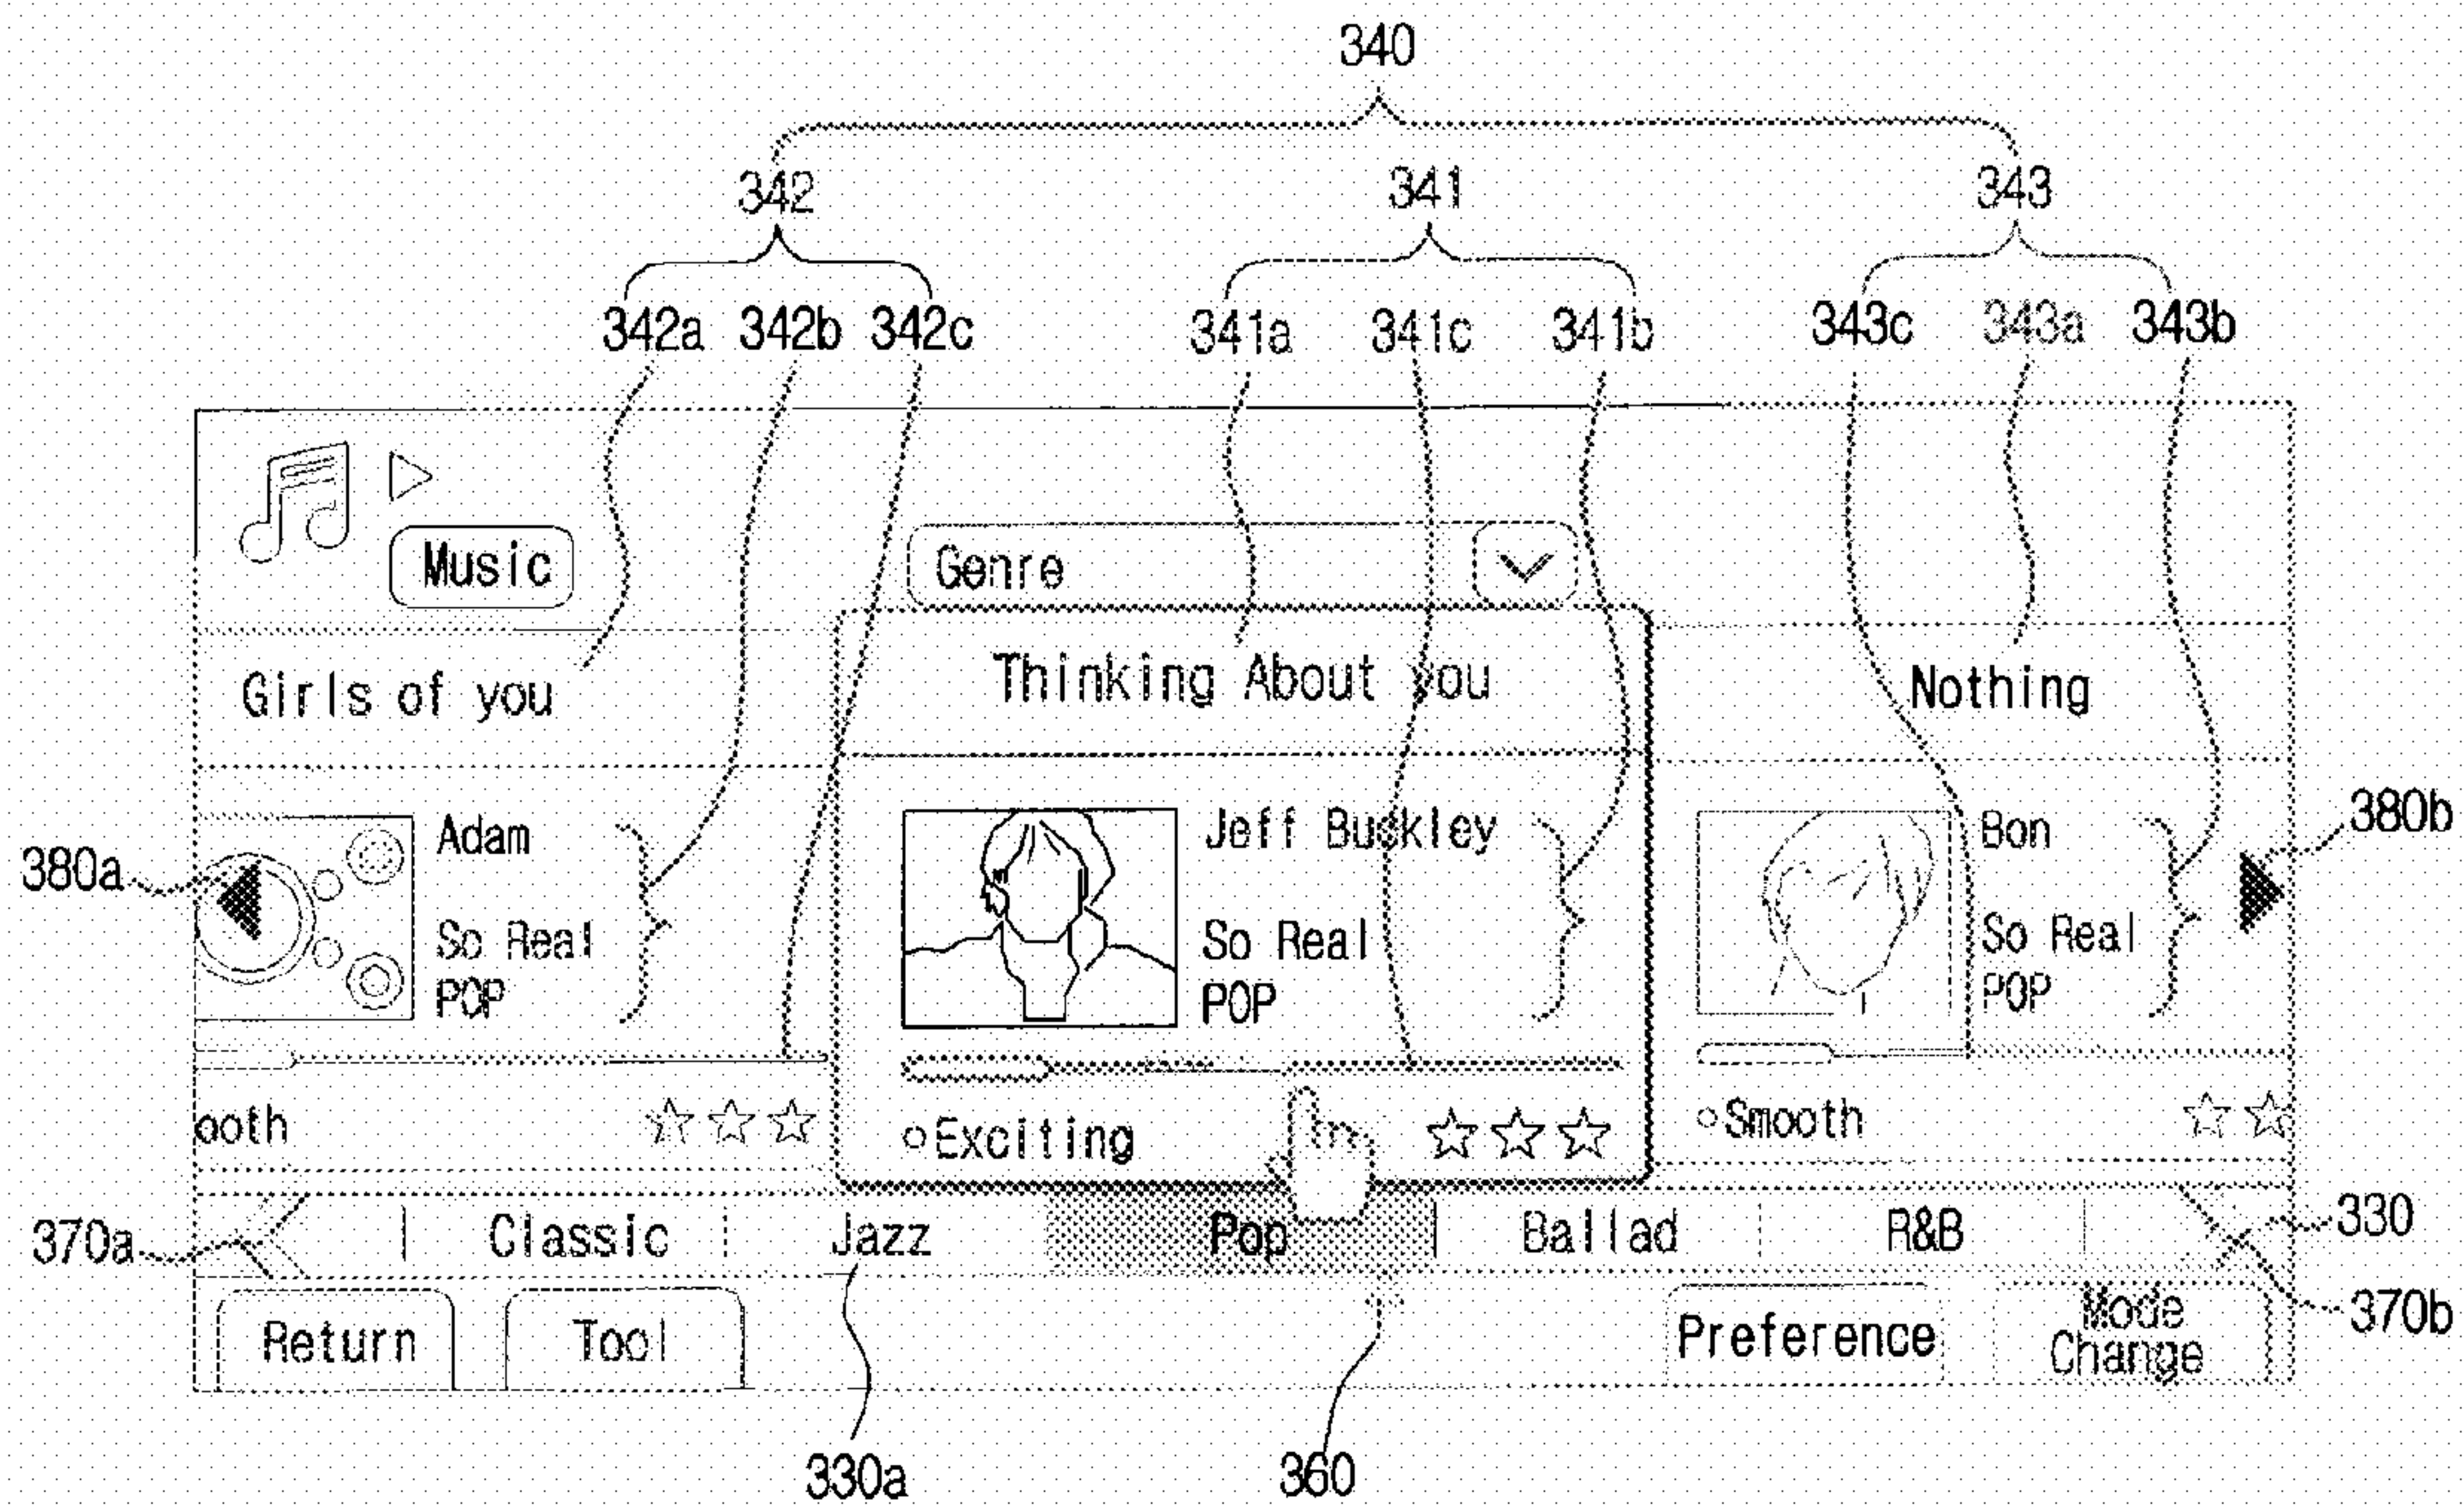 340
342 341 343
342a 342b 342c 341a 341c 341b 343c 343a 343b
Music
Genre
Girls of you
Thinking About you
Nothing
Adam
So Real
POP
Jeff Buckley
So Real
POP
Bon
So Real
POP
380a
380b
ooth
Exciting
Smooth
370a
Classic Jazz Pop Ballad R&B
330
370b
Return
Tool
Preference
Mode
Change
330a
360